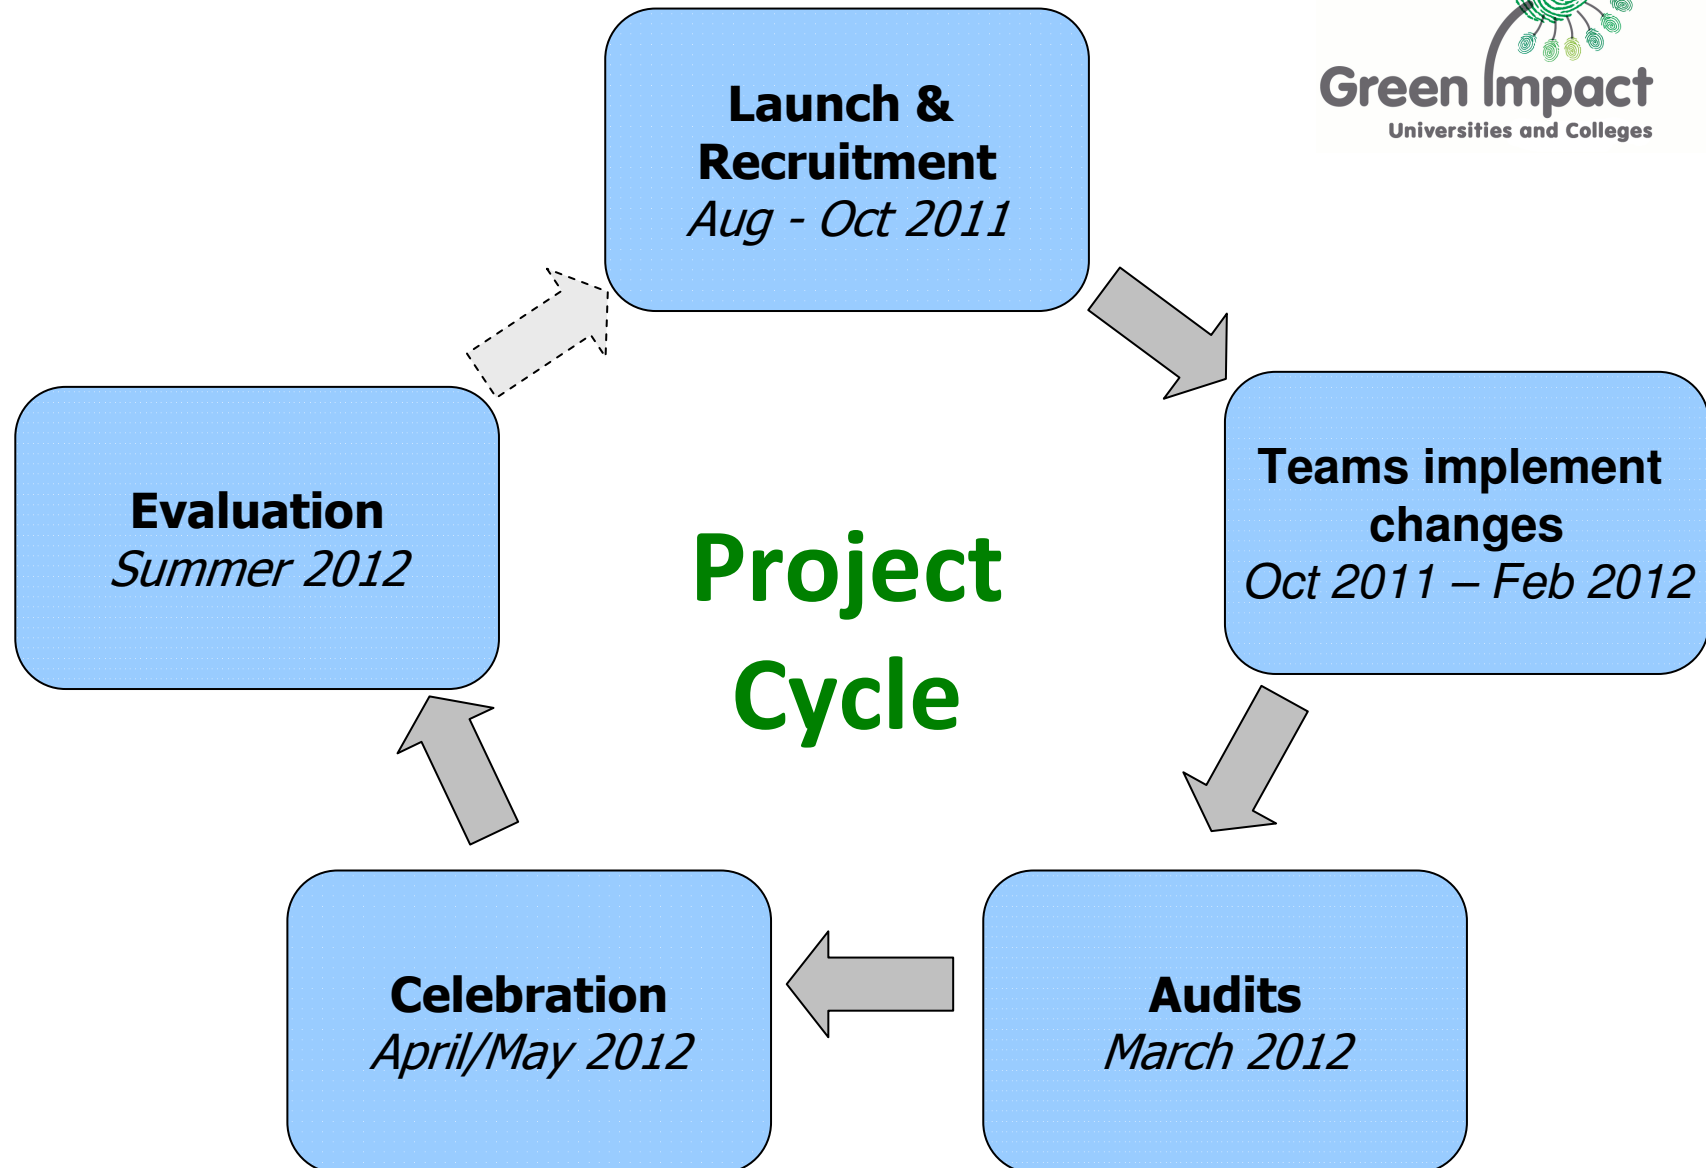 Green Impact
Universities and Colleges
Launch &
Recruitment
Aug - Oct 2011
Teams implement
changes
Oct 2011 – Feb 2012
Evaluation
Summer 2012
Project
Cycle
Celebration
April/May 2012
Audits
March 2012